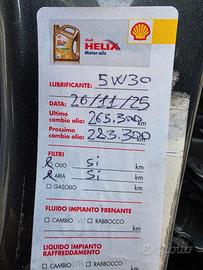 Shell
HELIX
Motor oils
LUBRIFICANTE: 5W30
DATA: 26/11/25
Ultimo
cambio olio: 265.300 km
Prossimo
cambio olio: 283.300 km
FILTRI
OLIO Si km
ARIA Si km
GASOLIO km
FLUIDO IMPIANTO FRENANTE
CAMBIO RABBOCCO
km
LIQUIDO IMPIANTO
RAFFREDDAMENTO
CAMBIO RABBOCCO
km